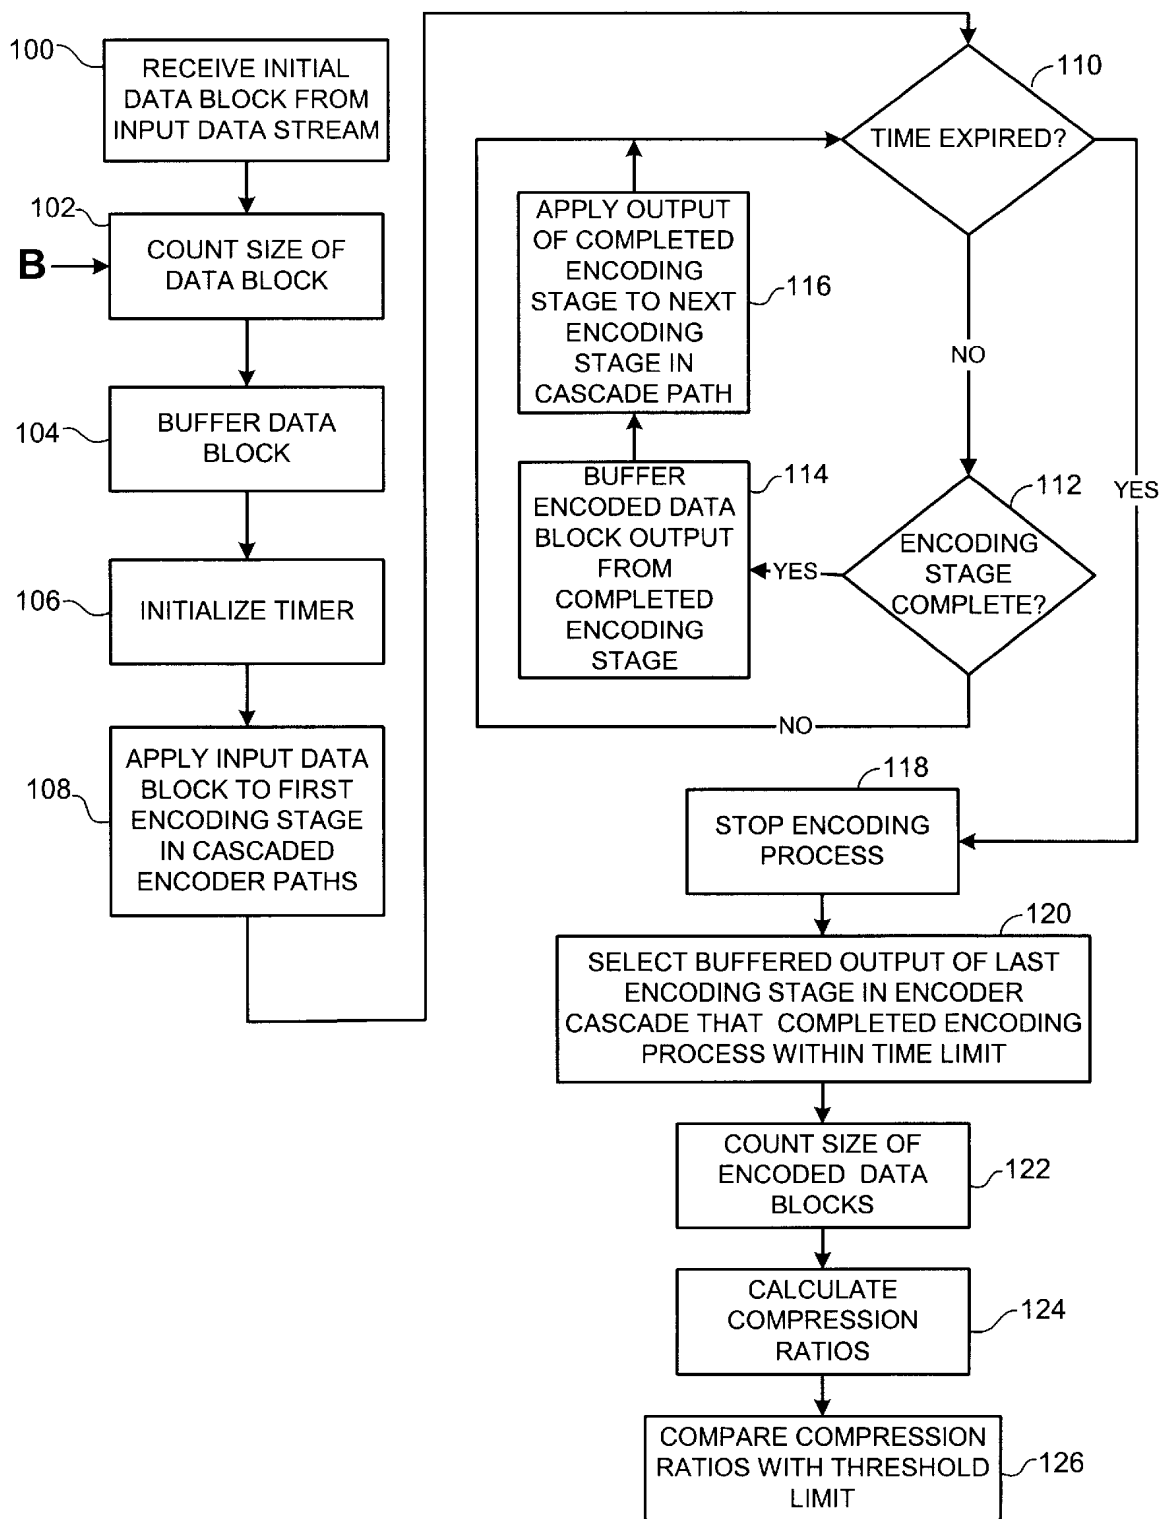 100
RECEIVE INITIAL
DATA BLOCK FROM
INPUT DATA STREAM
102
B
COUNT SIZE OF
DATA BLOCK
104
BUFFER DATA
BLOCK
106
INITIALIZE TIMER
108
APPLY INPUT DATA
BLOCK TO FIRST
ENCODING STAGE
IN CASCADED
ENCODER PATHS
110
TIME EXPIRED?
NO
YES
112
ENCODING
STAGE
COMPLETE?
YES
NO
114
BUFFER
ENCODED DATA
BLOCK OUTPUT
FROM
COMPLETED
ENCODING
STAGE
116
APPLY OUTPUT
OF COMPLETED
ENCODING
STAGE TO NEXT
ENCODING
STAGE IN
CASCADE PATH
118
STOP ENCODING
PROCESS
120
SELECT BUFFERED OUTPUT OF LAST
ENCODING STAGE IN ENCODER
CASCADE THAT COMPLETED ENCODING
PROCESS WITHIN TIME LIMIT
122
COUNT SIZE OF
ENCODED DATA
BLOCKS
124
CALCULATE
COMPRESSION
RATIOS
126
COMPARE COMPRESSION
RATIOS WITH THRESHOLD
LIMIT